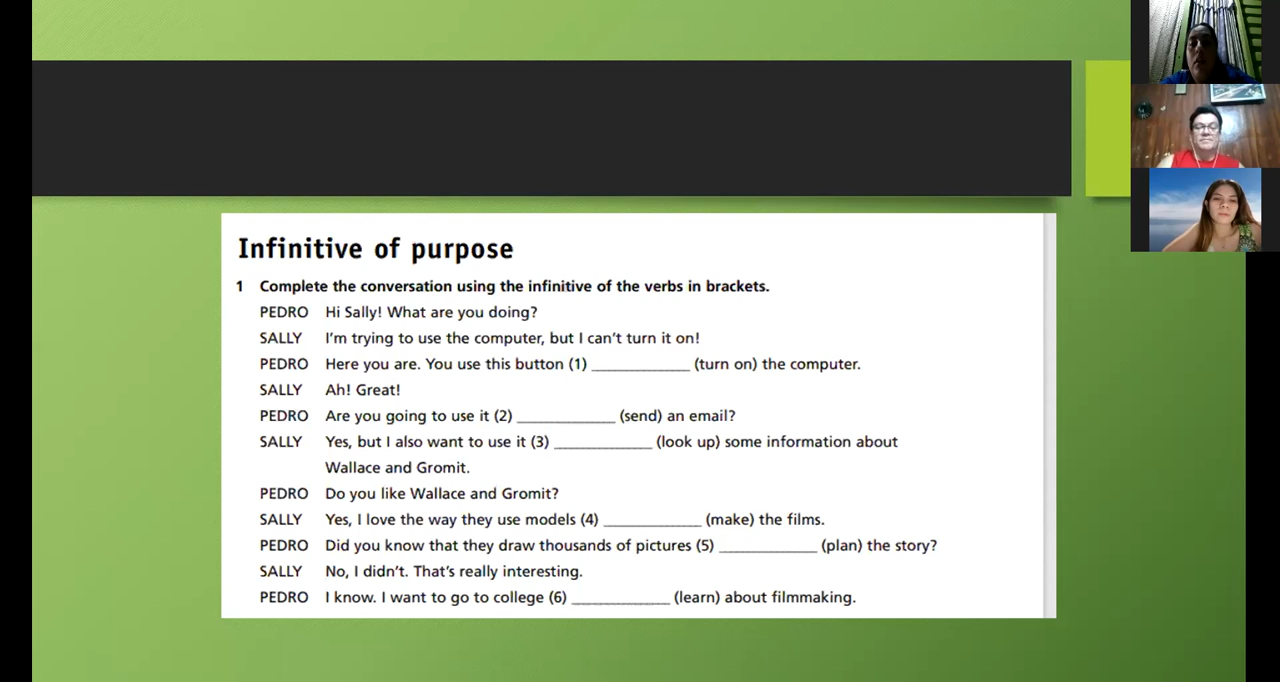 Infinitive of purpose
1 Complete the conversation using the infinitive of the verbs in brackets.
PEDRO Hi Sally! What are you doing?
SALLY I'm trying to use the computer, but I can't turn it on!
PEDRO Here you are. You use this button (1) ____________ (turn on) the computer.
SALLY Ah! Great!
PEDRO Are you going to use it (2) ____________ (send) an email?
SALLY Yes, but I also want to use it (3) ____________ (look up) some information about
Wallace and Gromit.
PEDRO Do you like Wallace and Gromit?
SALLY Yes, I love the way they use models (4) ____________ (make) the films.
PEDRO Did you know that they draw thousands of pictures (5) ____________ (plan) the story?
SALLY No, I didn't. That's really interesting.
PEDRO I know. I want to go to college (6) ____________ (learn) about filmmaking.